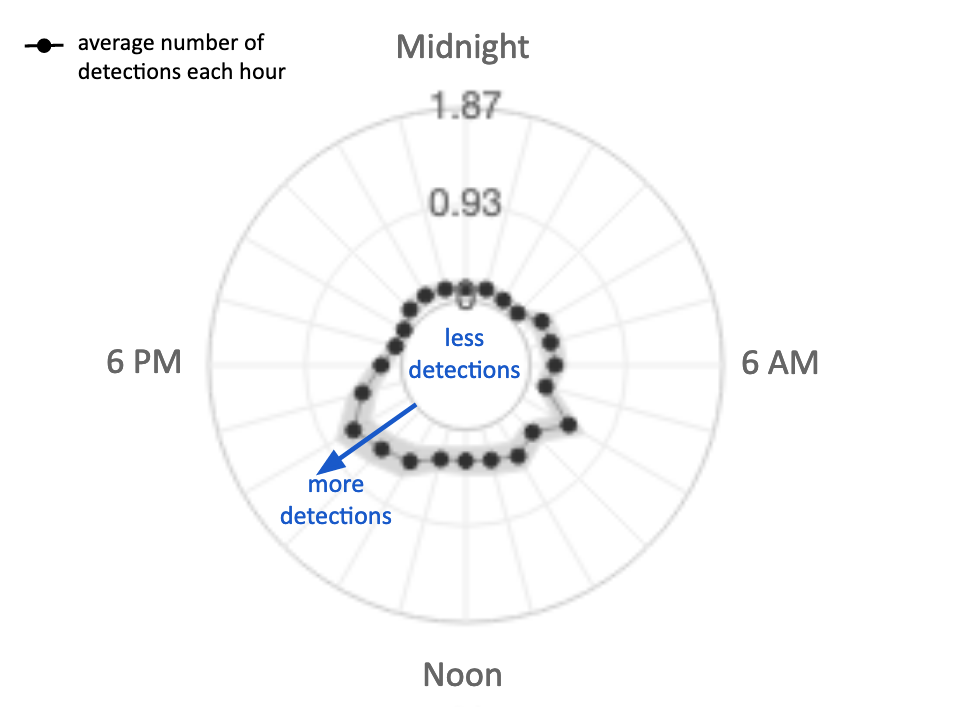 average number of
detections each hour
Midnight
1.87
0.93
0
less
detections
6 PM
6 AM
more
detections
Noon